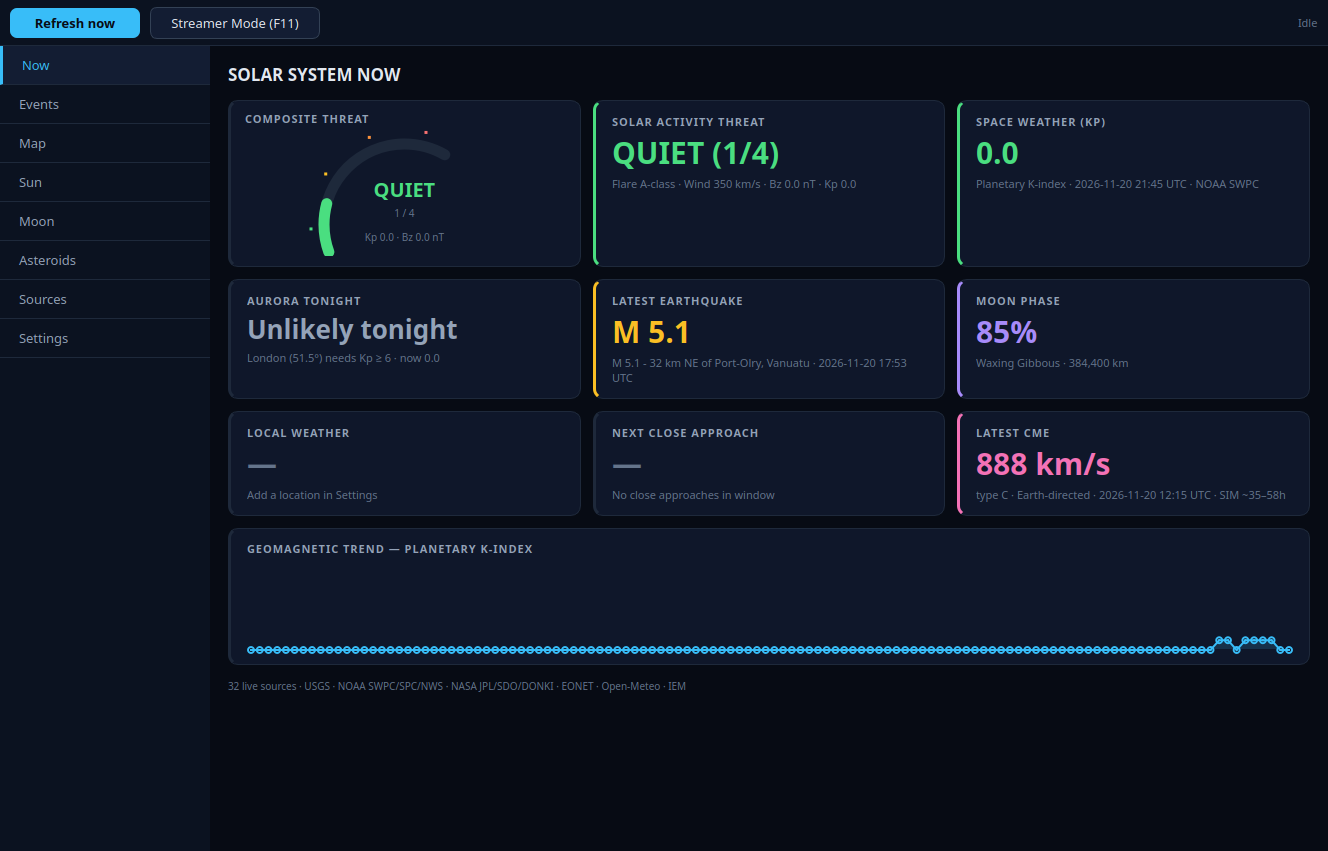 Refresh now
Streamer Mode (F11)
Idle
Now
Events
Map
Sun
Moon
Asteroids
Sources
Settings
SOLAR SYSTEM NOW
COMPOSITE THREAT
QUIET
1 / 4
Kp 0.0 · Bz 0.0 nT
SOLAR ACTIVITY THREAT
QUIET (1/4)
Flare A-class · Wind 350 km/s · Bz 0.0 nT · Kp 0.0
SPACE WEATHER (KP)
0.0
Planetary K-index · 2026-11-20 21:45 UTC · NOAA SWPC
AURORA TONIGHT
Unlikely tonight
London (51.5°) needs Kp ≥ 6 · now 0.0
LATEST EARTHQUAKE
M 5.1
M 5.1 - 32 km NE of Port-Olry, Vanuatu · 2026-11-20 17:53
UTC
MOON PHASE
85%
Waxing Gibbous · 384,400 km
LOCAL WEATHER
—
Add a location in Settings
NEXT CLOSE APPROACH
—
No close approaches in window
LATEST CME
888 km/s
type C · Earth-directed · 2026-11-20 12:15 UTC · SIM ~35–58h
GEOMAGNETIC TREND — PLANETARY K-INDEX
32 live sources · USGS · NOAA SWPC/SPC/NWS · NASA JPL/SDO/DONKI · EONET · Open-Meteo · IEM